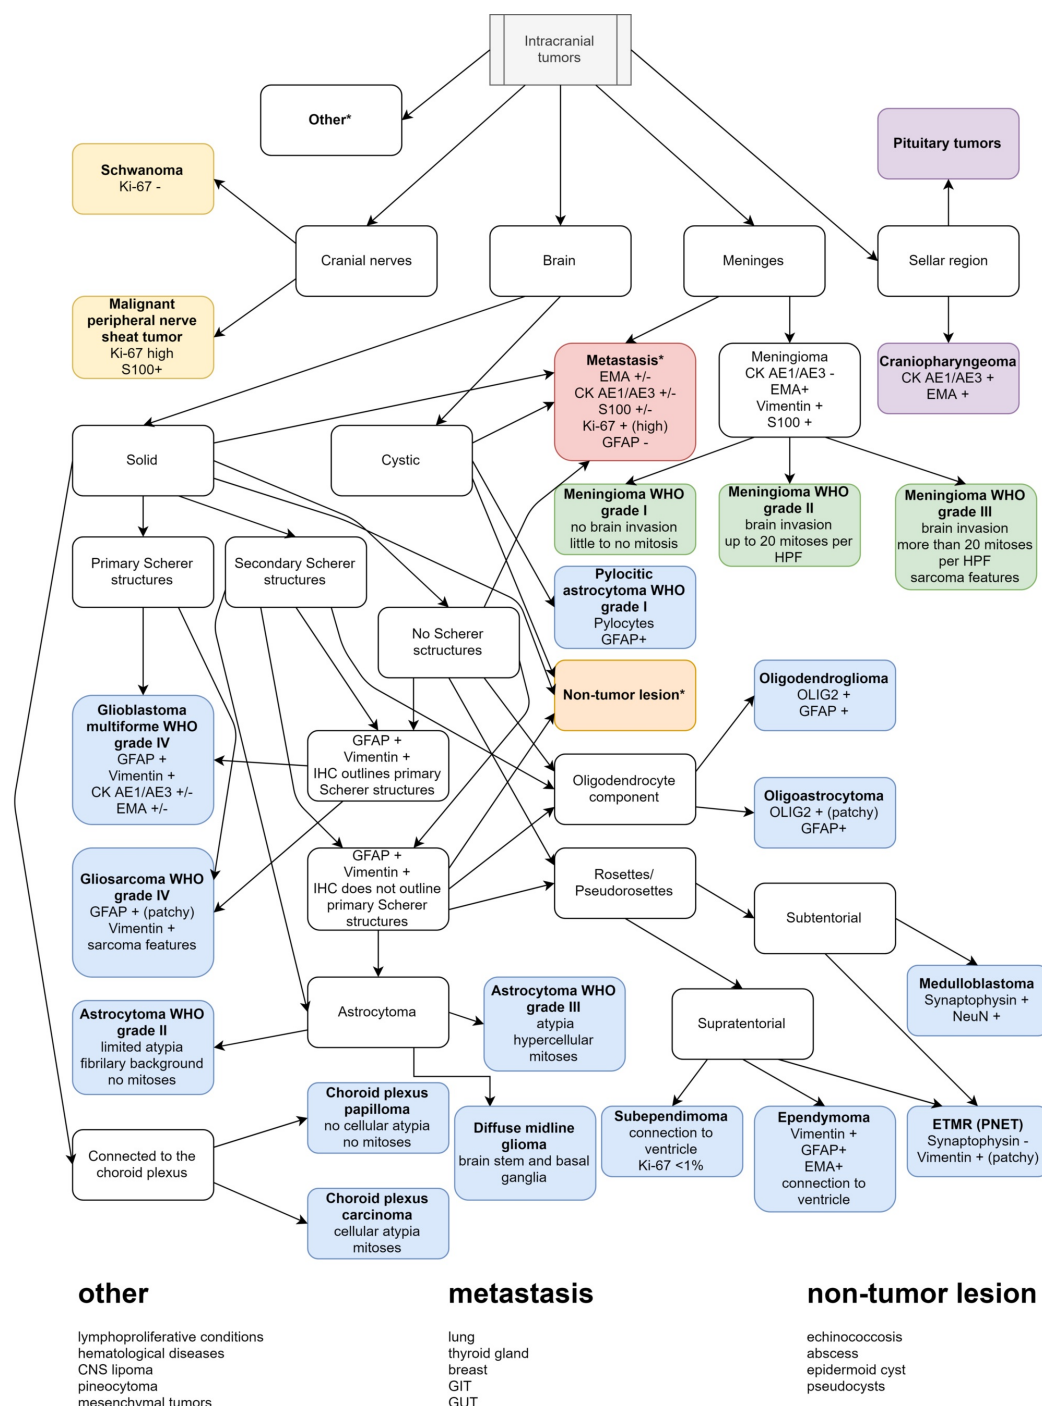 Intracranial
tumors
Other*
Pituitary tumors
Schwanoma
Ki-67 -
Cranial nerves
Brain
Meninges
Sellar region
Malignant
peripheral nerve
sheat tumor
Ki-67 high
S100+
Metastasis*
EMA +/-
CK AE1/AE3 +/-
S100 +/-
Ki-67 + (high)
GFAP -
Meningioma
CK AE1/AE3 -
EMA+
Vimentin +
S100 +
Craniopharyngeoma
CK AE1/AE3 +
EMA +
Solid
Cystic
Meningioma WHO
grade I
no brain invasion
little to no mitosis
Meningioma WHO
grade II
brain invasion
up to 20 mitoses per
HPF
Meningioma WHO
grade III
brain invasion
more than 20 mitoses
per HPF
sarcoma features
Primary Scherer
structures
Secondary Scherer
structures
Pylocitic
astrocytoma WHO
grade I
Pylocytes
GFAP+
No Scherer
sctructures
Non-tumor lesion*
Oligodendroglioma
OLIG2 +
GFAP +
Glioblastoma
multiforme WHO
grade IV
GFAP +
Vimentin +
CK AE1/AE3 +/-
EMA +/-
GFAP +
Vimentin +
IHC outlines primary
Scherer structures
Oligodendrocyte
component
Oligoastrocytoma
OLIG2 + (patchy)
GFAP+
Gliosarcoma WHO
grade IV
GFAP + (patchy)
Vimentin +
sarcoma features
GFAP +
Vimentin +
IHC does not outline
primary Scherer
structures
Rosettes/
Pseudorosettes
Subtentorial
Medulloblastoma
Synaptophysin +
NeuN +
Astrocytoma WHO
grade II
limited atypia
fibrilary background
no mitoses
Astrocytoma
Astrocytoma WHO
grade III
atypia
hypercellular
mitoses
Supratentorial
Choroid plexus
papilloma
no cellular atypia
no mitoses
Diffuse midline
glioma
brain stem and basal
ganglia
Subependimoma
connection to
ventricle
Ki-67 <1%
Ependymoma
Vimentin +
GFAP+
EMA+
connection to
ventricle
ETMR (PNET)
Synaptophysin -
Vimentin + (patchy)
Connected to the
choroid plexus
Choroid plexus
carcinoma
cellular atypia
mitoses
other
lymphoproliferative conditions
hematological diseases
CNS lipoma
pineocytoma
mesenchymal tumors
metastasis
lung
thyroid gland
breast
GIT
GUT
non-tumor lesion
echinococcosis
abscess
epidermoid cyst
pseudocysts